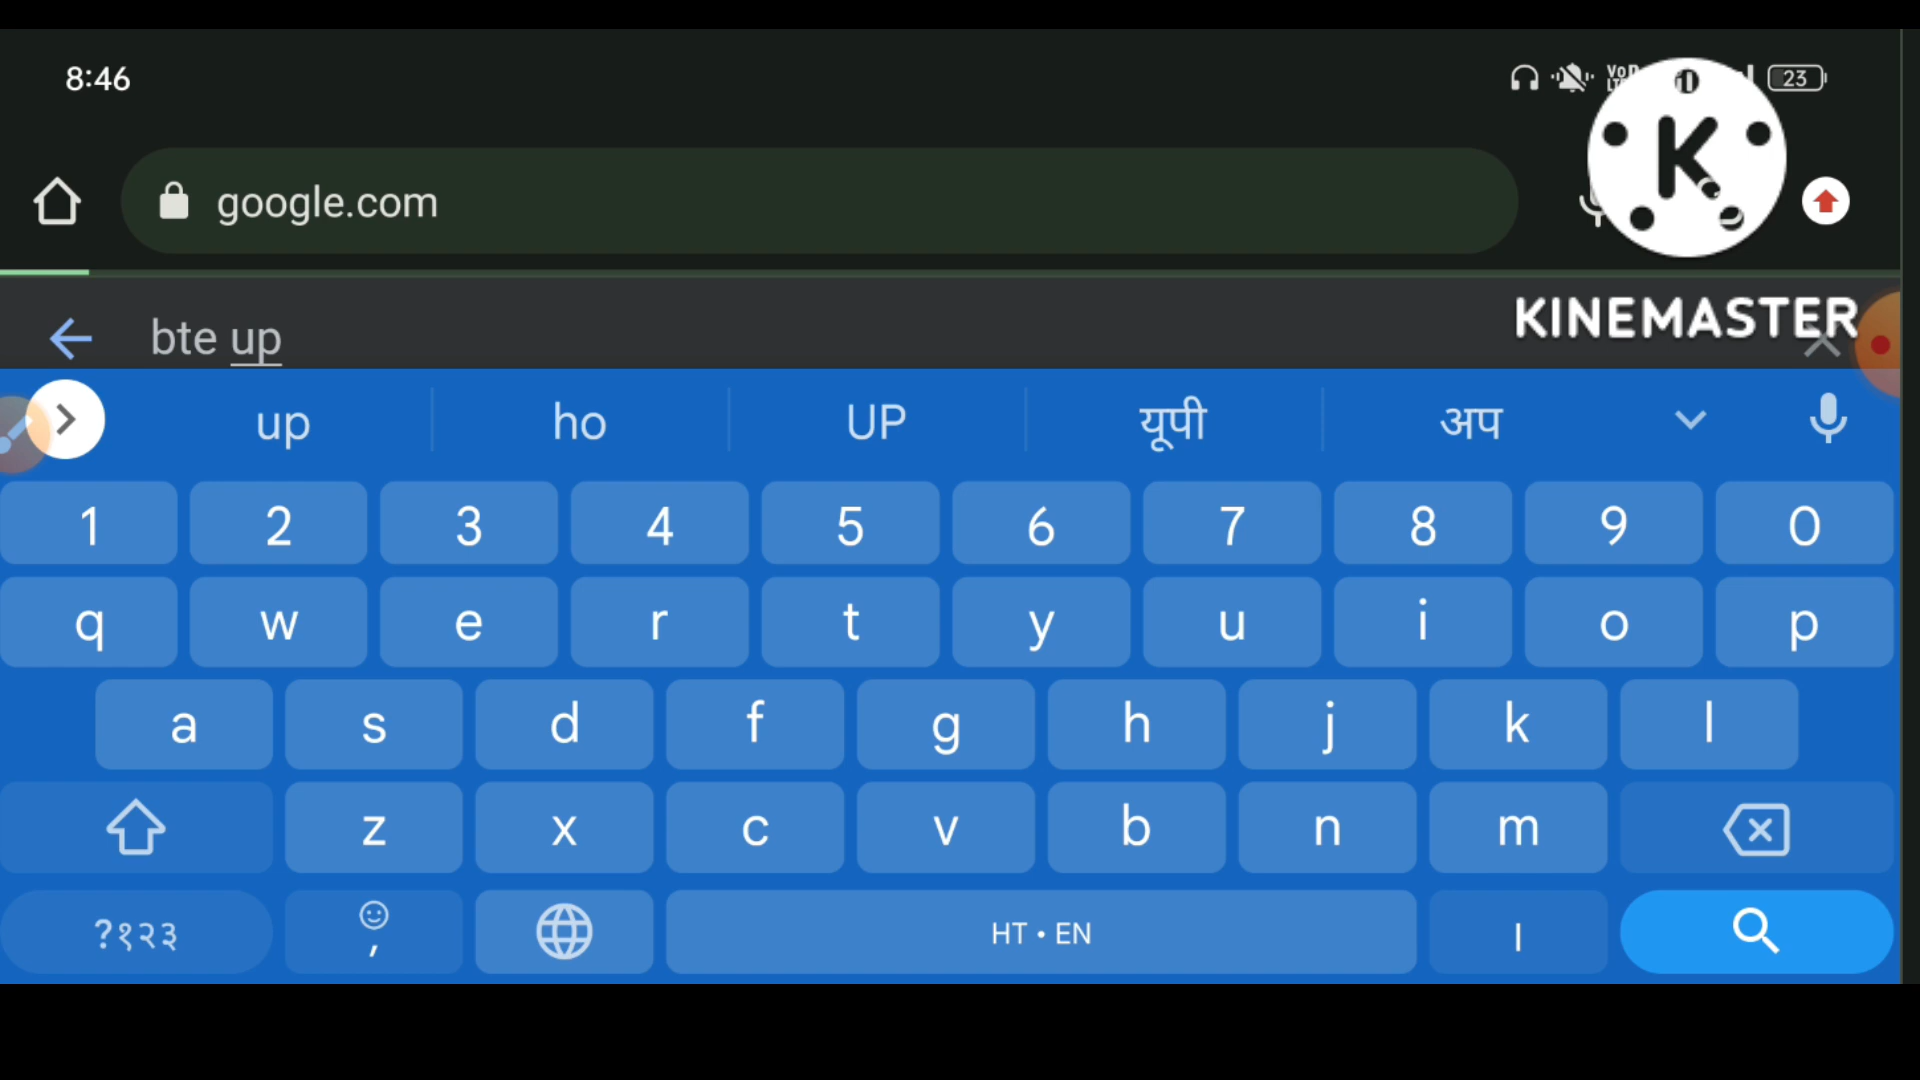 8:46
23
google.com
K
KINEMASTER
bte up
up ho UP यूपी अप
1 2 3 4 5 6 7 8 9 0
q w e r t y u i o p
a s d f g h j k l
z x c v b n m
?१२३ , HT • EN ।